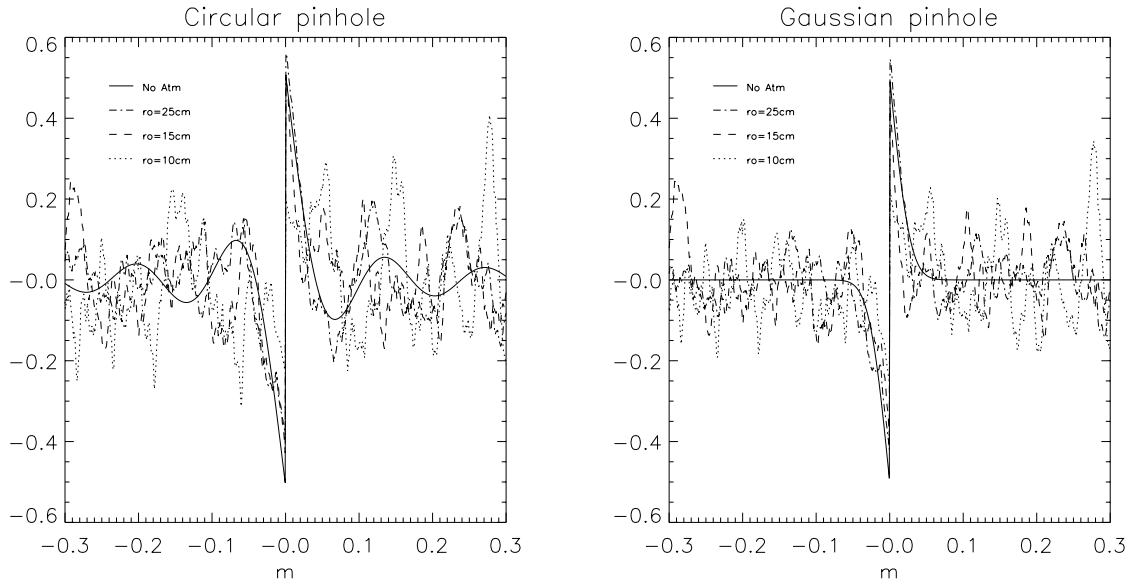 Circular pinhole
0.6
0.4
0.2
-0.0
-0.2
-0.4
-0.6
No Atm
ro=25cm
ro=15cm
ro=10cm
-0.3 -0.2 -0.1 -0.0 0.1 0.2 0.3
m
Gaussian pinhole
0.6
0.4
0.2
-0.0
-0.2
-0.4
-0.6
No Atm
ro=25cm
ro=15cm
ro=10cm
-0.3 -0.2 -0.1 -0.0 0.1 0.2 0.3
m